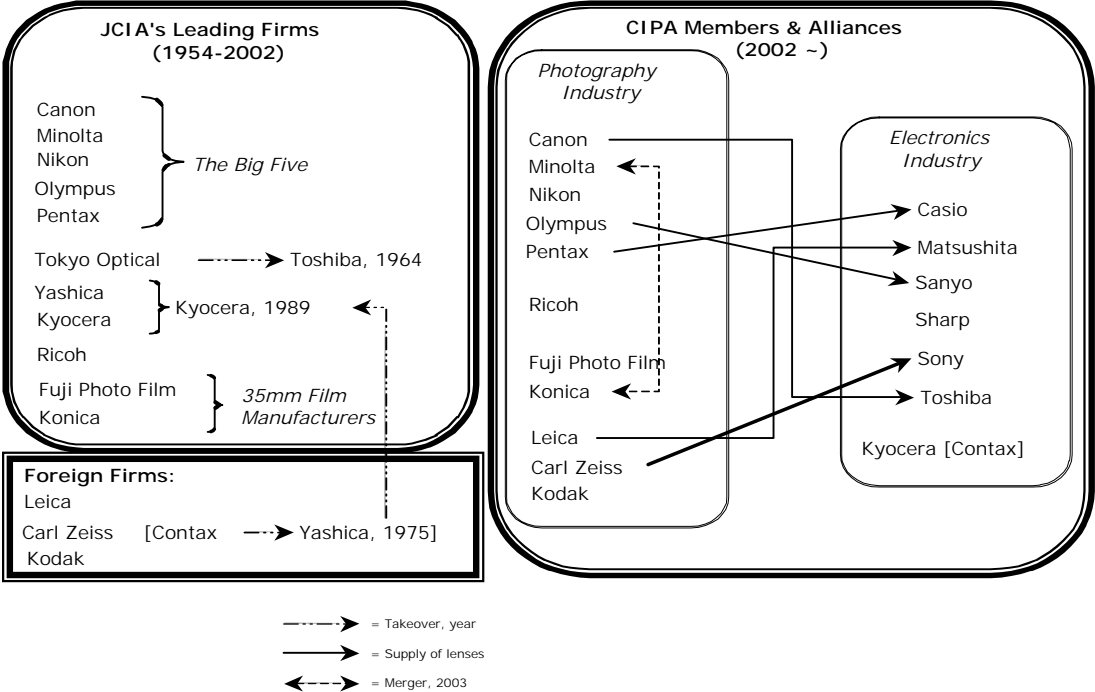 JCIA's Leading Firms
(1954-2002)
Canon
Minolta
Nikon
Olympus
Pentax
The Big Five
Tokyo Optical
Toshiba, 1964
Yashica
Kyocera
Kyocera, 1989
Ricoh
Fuji Photo Film
Konica
35mm Film
Manufacturers
Foreign Firms:
Leica
Carl Zeiss [Contax Yashica, 1975]
Kodak
CIPA Members & Alliances
(2002 ~)
Photography
Industry
Canon
Minolta
Nikon
Olympus
Pentax
Ricoh
Fuji Photo Film
Konica
Leica
Carl Zeiss
Kodak
Electronics
Industry
Casio
Matsushita
Sanyo
Sharp
Sony
Toshiba
Kyocera [Contax]
= Takeover, year
= Supply of lenses
= Merger, 2003